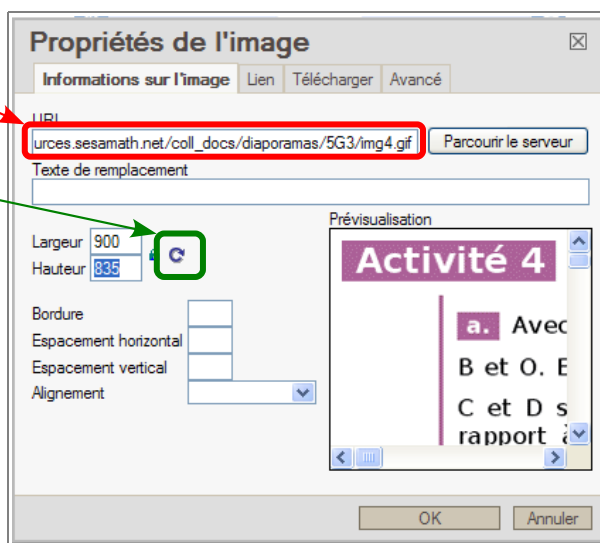 Propriétés de l'image
Informations sur l'image Lien Télécharger Avancé
URL
urces.sesamath.net/coll_docs/diaporamas/5G3/img4.gif Parcourir le serveur
Texte de remplacement
Prévisualisation
Largeur 900
Hauteur 835
Bordure
Espacement horizontal
Espacement vertical
Alignement
Activité 4
a. Avec
B et O. E
C et D s
rapport à
OK Annuler